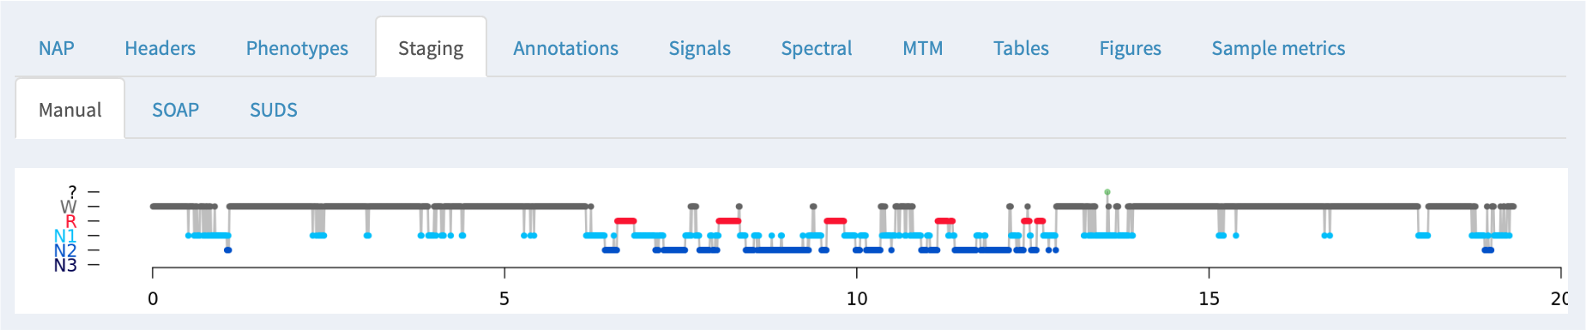 NAP Headers Phenotypes Staging Annotations Signals Spectral MTM Tables Figures Sample metrics
Manual SOAP SUDS
?
W
R
N1
N2
N3
0 5 10 15 20